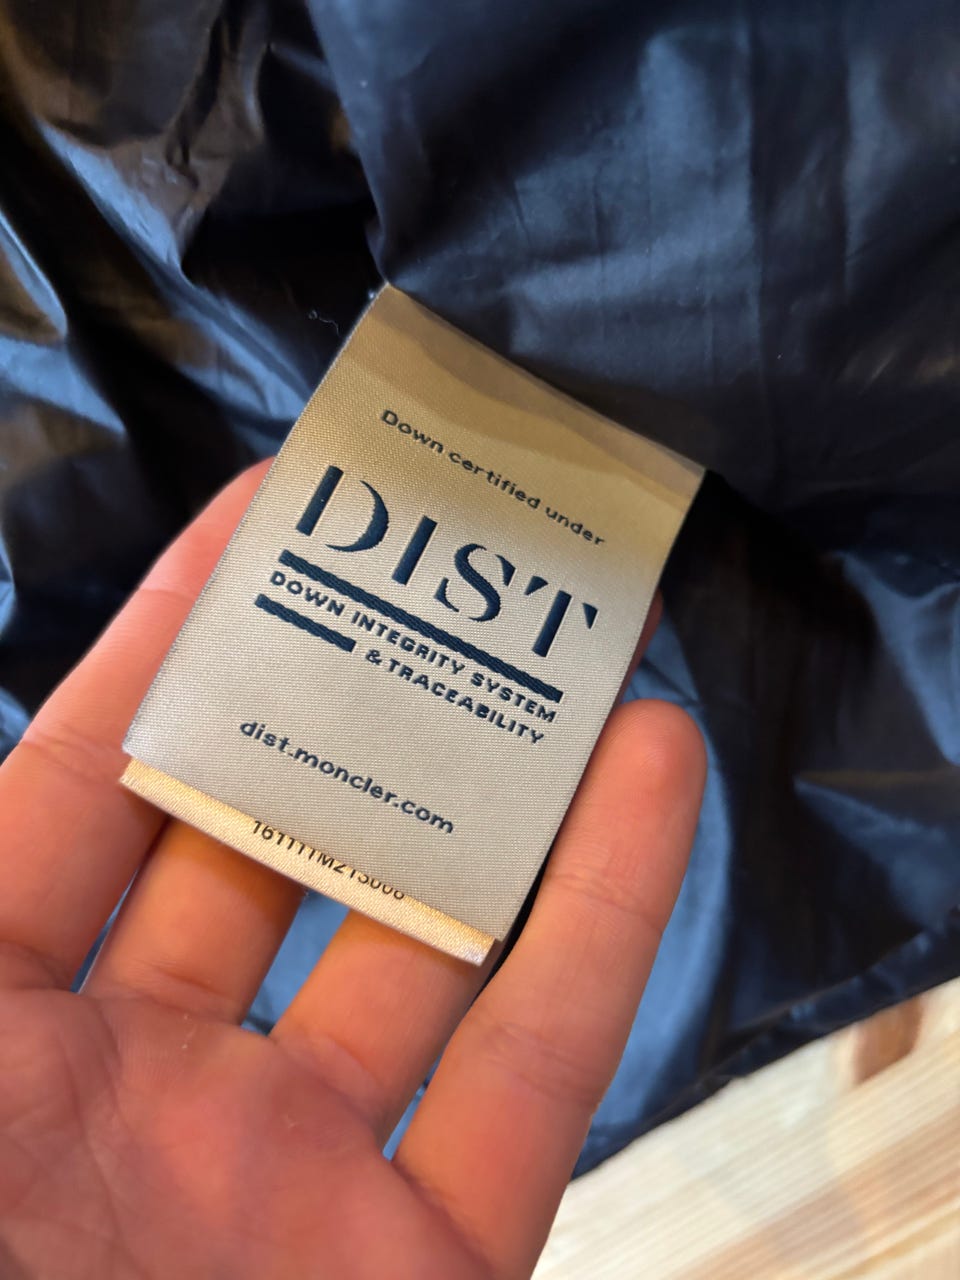 Down certified under
DIST
DOWN INTEGRITY SYSTEM
& TRACEABILITY
dist.moncler.com